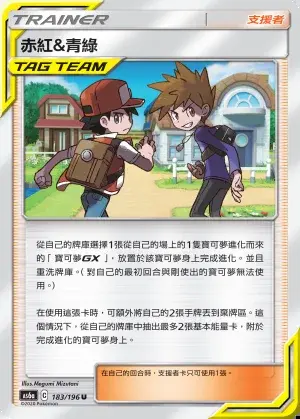 TRAINER
支援者
赤紅&青綠
TAG TEAM
從自己的牌庫選擇1張從自己的場上的1隻寶可夢進化而來
的「寶可夢GX」,放置於該寶可夢身上完成進化。並且
重洗牌庫。(對自己的最初回合與剛使出的寶可夢無法使
用。)
在使用這張卡時,可額外將自己的2張手牌丟到棄牌區。這
個情況下,從自己的牌庫中抽出最多2張基本能量卡,附於
完成進化的寶可夢身上。
Illus.Megumi Mizutani
AS6a C 183/196 U
©2020 Pokémon
在自己的回合時,支援者卡只可使用1張。